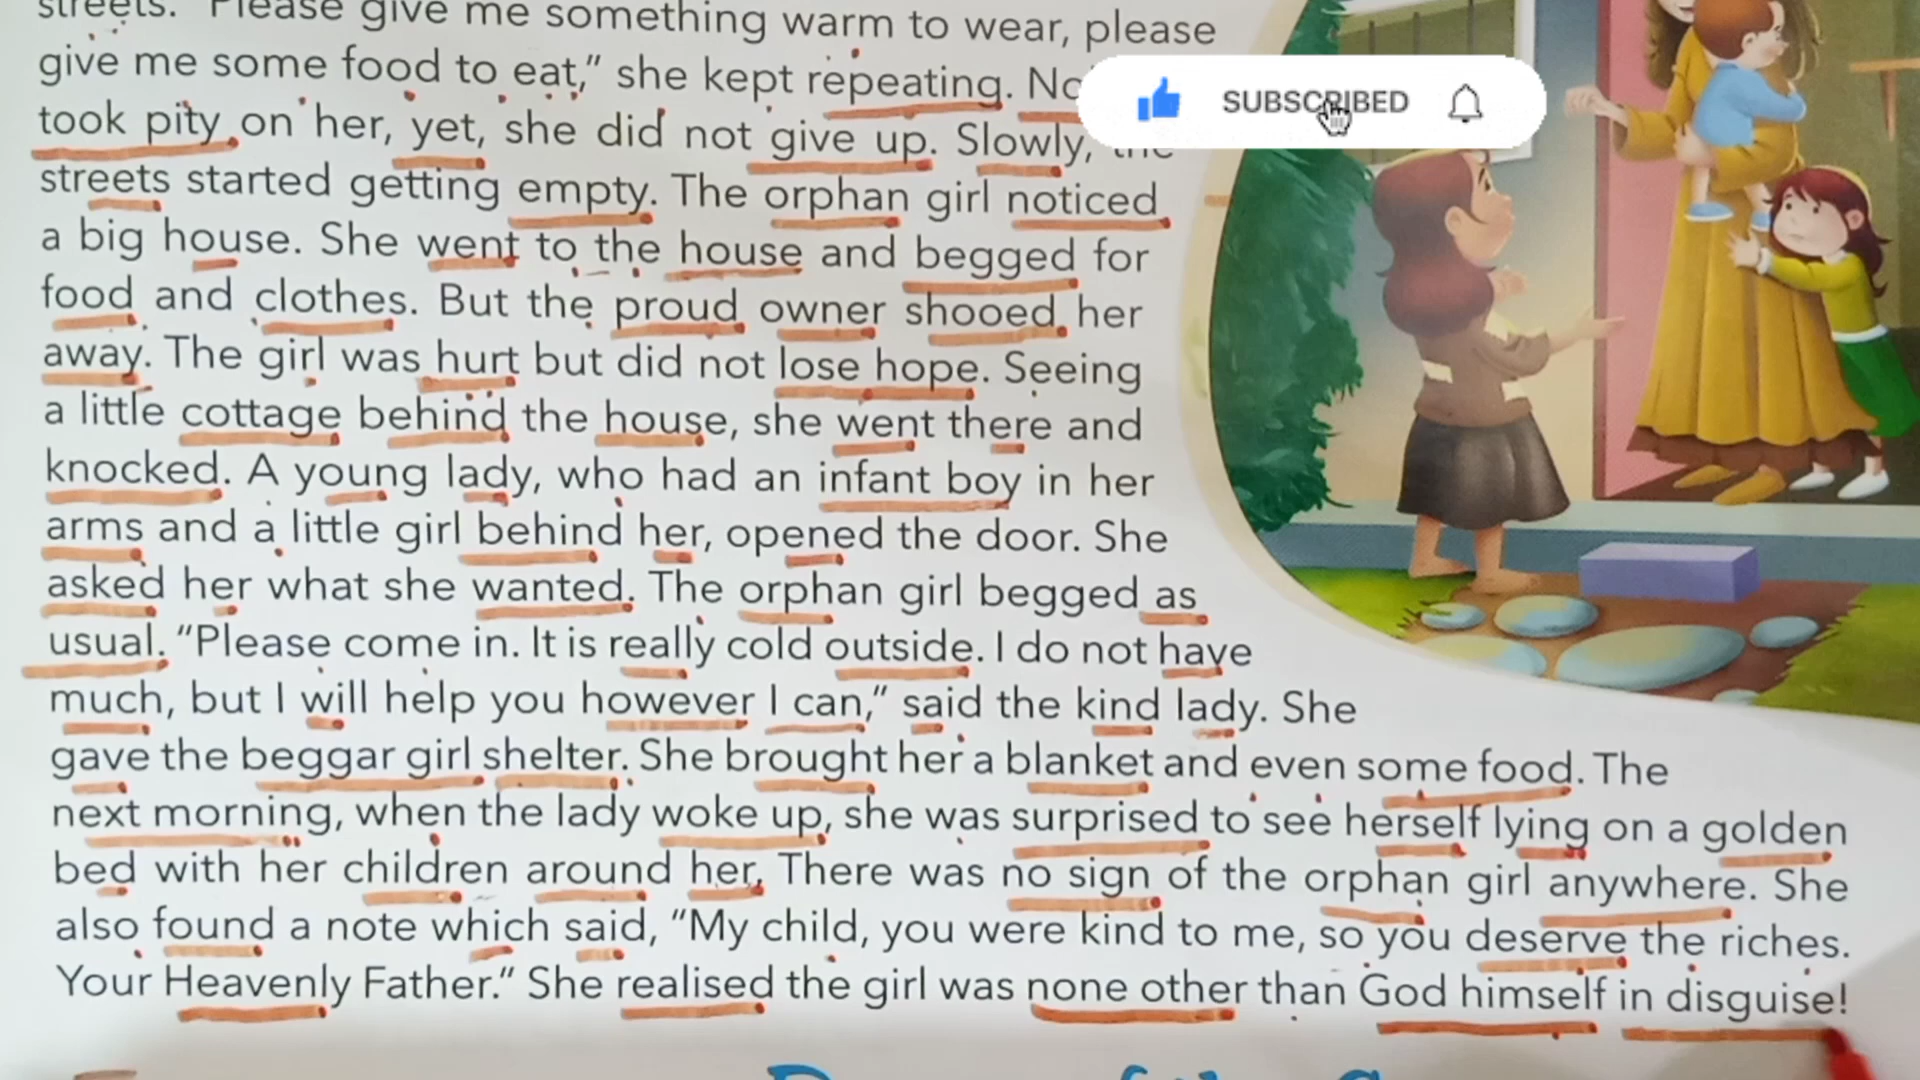 streets. "Please give me something warm to wear, please
give me some food to eat," she kept repeating.
SUBSCRIBED
took pity on her, yet, she did not give up. Slowly, the
streets started getting empty. The orphan girl noticed
a big house. She went to the house and begged for
food and clothes. But the proud owner shooed her
away. The girl was hurt but did not lose hope. Seeing
a little cottage behind the house, she went there and
knocked. A young lady, who had an infant boy in her
arms and a little girl behind her, opened the door. She
asked her what she wanted. The orphan girl begged as
usual. "Please come in. It is really cold outside. I do not have
much, but I will help you however I can," said the kind lady. She
gave the beggar girl shelter. She brought her a blanket and even some food. The
next morning, when the lady woke up, she was surprised to see herself lying on a golden
bed with her children around her. There was no sign of the orphan girl anywhere. She
also found a note which said, "My child, you were kind to me, so you deserve the riches.
Your Heavenly Father." She realised the girl was none other than God himself in disguise!